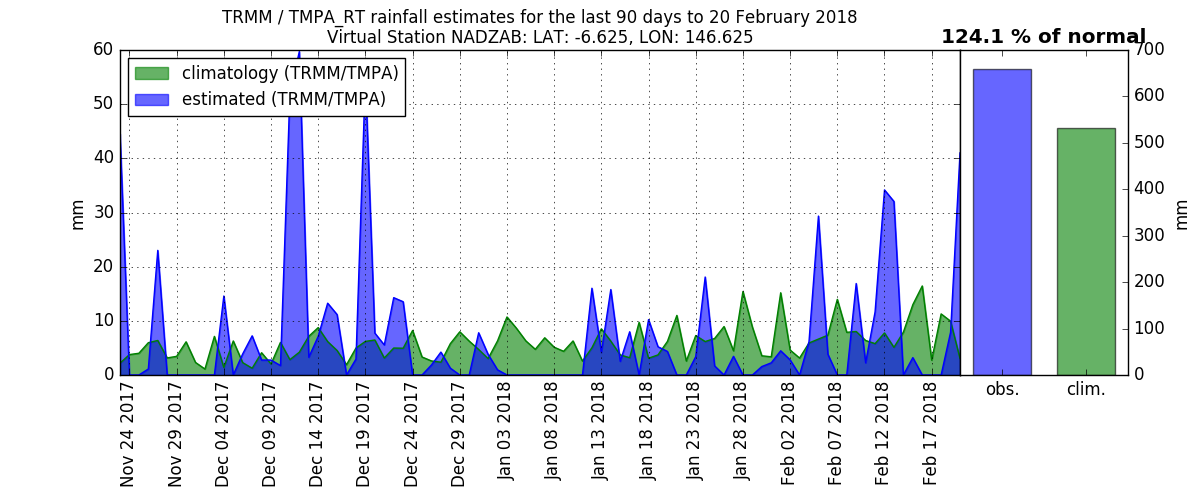 TRMM / TMPA_RT rainfall estimates for the last 90 days to 20 February 2018
Virtual Station NADZAB: LAT: -6.625, LON: 146.625
124.1 % of normal
climatology (TRMM/TMPA)
estimated (TRMM/TMPA)
60
50
40
30
20
10
0
mm
Nov 24 2017
Nov 29 2017
Dec 04 2017
Dec 09 2017
Dec 14 2017
Dec 19 2017
Dec 24 2017
Dec 29 2017
Jan 03 2018
Jan 08 2018
Jan 13 2018
Jan 18 2018
Jan 23 2018
Jan 28 2018
Feb 02 2018
Feb 07 2018
Feb 12 2018
Feb 17 2018
obs.
clim.
700
600
500
400
300
200
100
0
mm